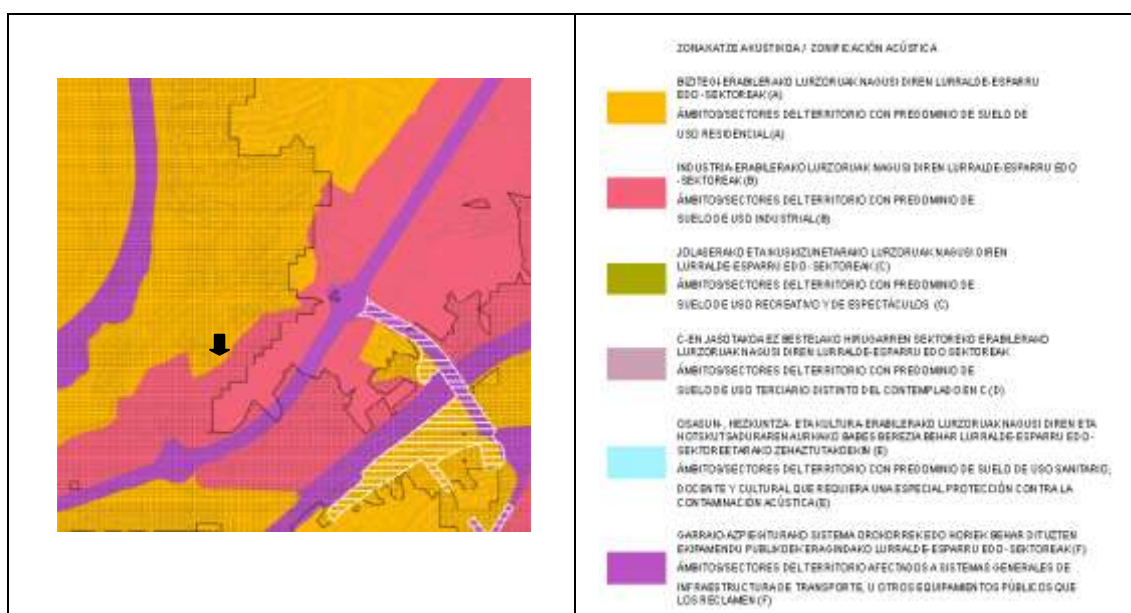 ZONAKATZE AKUSTIKOA / ZONIFICACIÓN ACÚSTICA
BIZITEGI-ERABILERAKO LURZORUAK NAGUSI DIREN LURRALDE-ESPARRU
EDO -SEKTOREAK (A)
ÁMBITOS/SECTORES DEL TERRITORIO CON PREDOMINIO DE SUELO DE
USO RESIDENCIAL (A)
INDUSTRIA-ERABILERAKO LURZORUAK NAGUSI DIREN LURRALDE-ESPARRU EDO
-SEKTOREAK (B)
ÁMBITOS/SECTORES DEL TERRITORIO CON PREDOMINIO DE
SUELO DE USO INDUSTRIAL (B)
JOLASERAKO ETA IKUSKIZUNETARAKO LURZORUAK NAGUSI DIREN
LURRALDE-ESPARRU EDO -SEKTOREAK (C)
ÁMBITOS/SECTORES DEL TERRITORIO CON PREDOMINIO DE
SUELO DE USO RECREATIVO Y DE ESPECTÁCULOS (C)
C-EN JASOTAKOA EZ BESTELAKO HIRUGARREN SEKTOREKO ERABILERAKO
LURZORUAK NAGUSI DIREN LURRALDE-ESPARRU EDO SEKTOREAK
ÁMBITOS/SECTORES DEL TERRITORIO CON PREDOMINIO DE
SUELO DE USO TERCIARIO DISTINTO DEL CONTEMPLADO EN C (D)
OSASUN-, HEZKUNTZA- ETA KULTURA-ERABILERAKO LURZORUAK NAGUSI DIREN ETA
HOTSKUTSADURAREN AURKAKO BABES BEREZIA BEHAR LURRALDE-ESPARRU EDO -
SEKTOREETARAKO ZEHAZTUTAKOEKIN (E)
ÁMBITOS/SECTORES DEL TERRITORIO CON PREDOMINIO DE SUELO DE USO SANITARIO,
DOCENTE Y CULTURAL QUE REQUIERA UNA ESPECIAL PROTECCIÓN CONTRA LA
CONTAMINACIÓN ACÚSTICA (E)
GARRAIO-AZPIEGITURAKO SISTEMA OROKORREK EDO HORIEK BEHAR DITUZTEN
EKIPAMENDU PUBLIKOEK ERAGINDAKO LURRALDE-ESPARRU EDO -SEKTOREAK (F)
ÁMBITOS/SECTORES DEL TERRITORIO AFECTADOS A SISTEMAS GENERALES DE
INFRAESTRUCTURA DE TRANSPORTE, U OTROS EQUIPAMIENTOS PÚBLICOS QUE
LOS RECLAMEN (F)